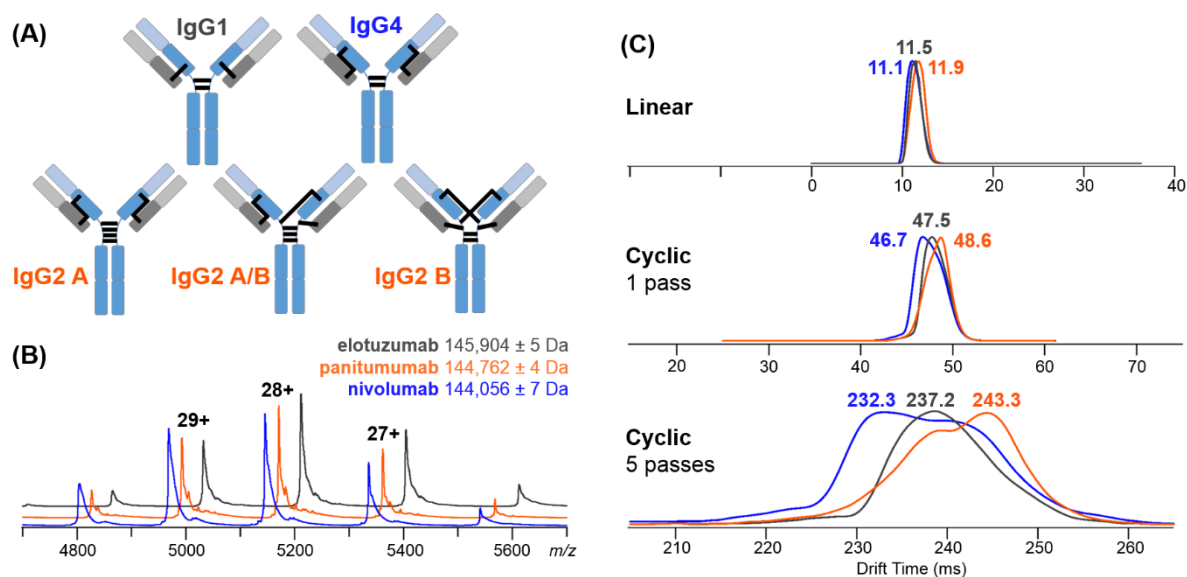 (A)
IgG1
IgG4
IgG2 A
IgG2 A/B
IgG2 B
(B)
elotuzumab 145,904 ± 5 Da
panitumumab 144,762 ± 4 Da
nivolumab 144,056 ± 7 Da
29+
28+
27+
4800 5000 5200 5400 5600 m/z
(C)
Linear
11.5
11.1 11.9
0 10 20 30 40
Cyclic
1 pass
47.5
46.7 48.6
20 30 40 50 60 70
Cyclic
5 passes
232.3 237.2 243.3
210 220 230 240 250 260
Drift Time (ms)